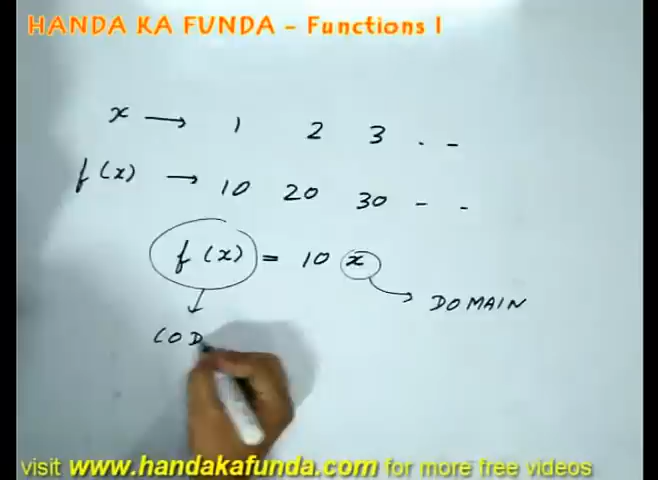 HANDA KA FUNDA - Functions I
x → 1 2 3 . -
f(x) → 10 20 30 - -
f(x) = 10 x
DOMAIN
COD
visit www.handakafunda.com for more free videos